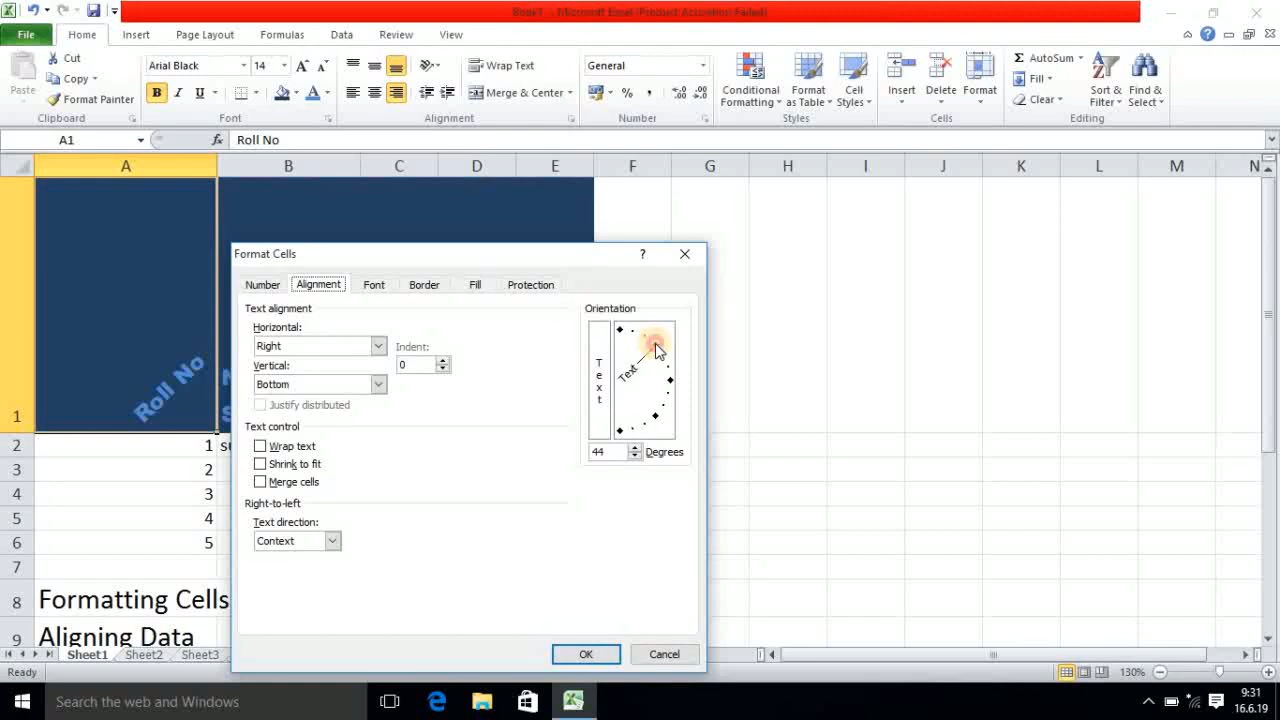 Book1 - Microsoft Excel (Product Activation Failed)
File Home Insert Page Layout Formulas Data Review View
Cut
Copy
Format Painter
Paste
Clipboard
Arial Black 14
B I U
Font
Wrap Text
Merge & Center
Alignment
General
%
Number
Conditional Formatting
Format as Table
Cell Styles
Styles
Insert Delete Format
Cells
AutoSum
Fill
Clear
Sort & Filter
Find & Select
Editing
A1 fx Roll No
A B C D E F G H I J K L M N
1 Roll No
2 1
3 2
4 3
5 4
6 5
7
8 Formatting Cells
9 Aligning Data
Format Cells ?
Number Alignment Font Border Fill Protection
Text alignment
Horizontal:
Right
Indent:
0
Vertical:
Bottom
Justify distributed
Text control
Wrap text
Shrink to fit
Merge cells
Right-to-left
Text direction:
Context
Orientation
Text
Text
44 Degrees
OK Cancel
Sheet1 Sheet2 Sheet3
Ready 130%
Search the web and Windows
9:31
16.6.19